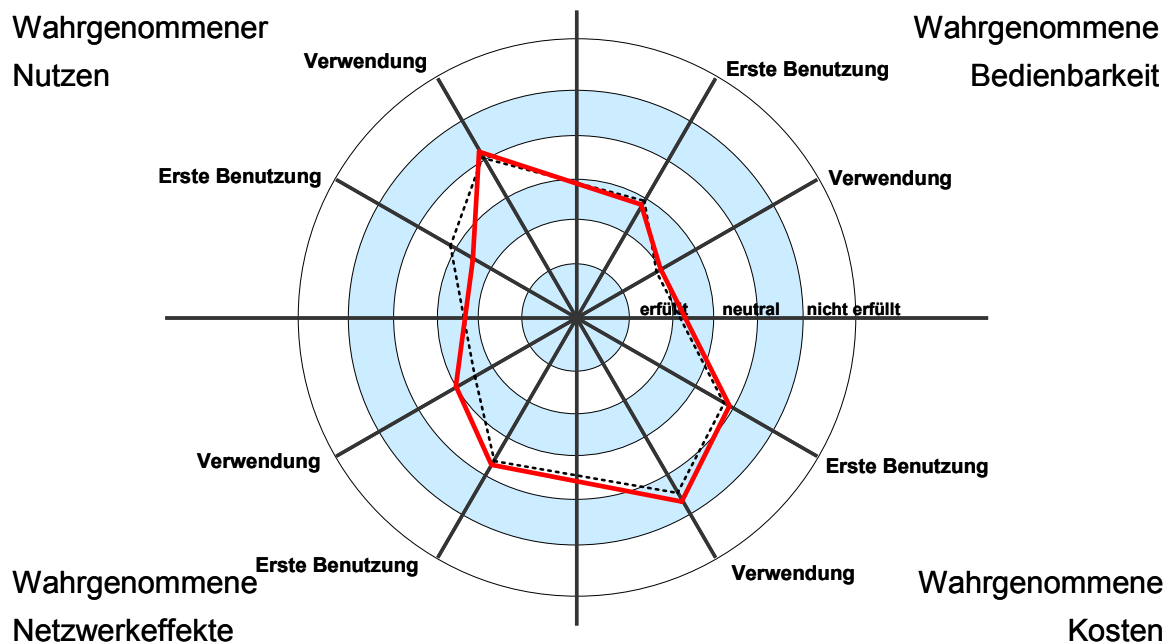 Wahrgenommener
Nutzen
Wahrgenommene
Bedienbarkeit
Verwendung
Erste Benutzung
Erste Benutzung
Verwendung
erfüllt
neutral
nicht erfüllt
Verwendung
Erste Benutzung
Erste Benutzung
Verwendung
Wahrgenommene
Netzwerkeffekte
Wahrgenommene
Kosten